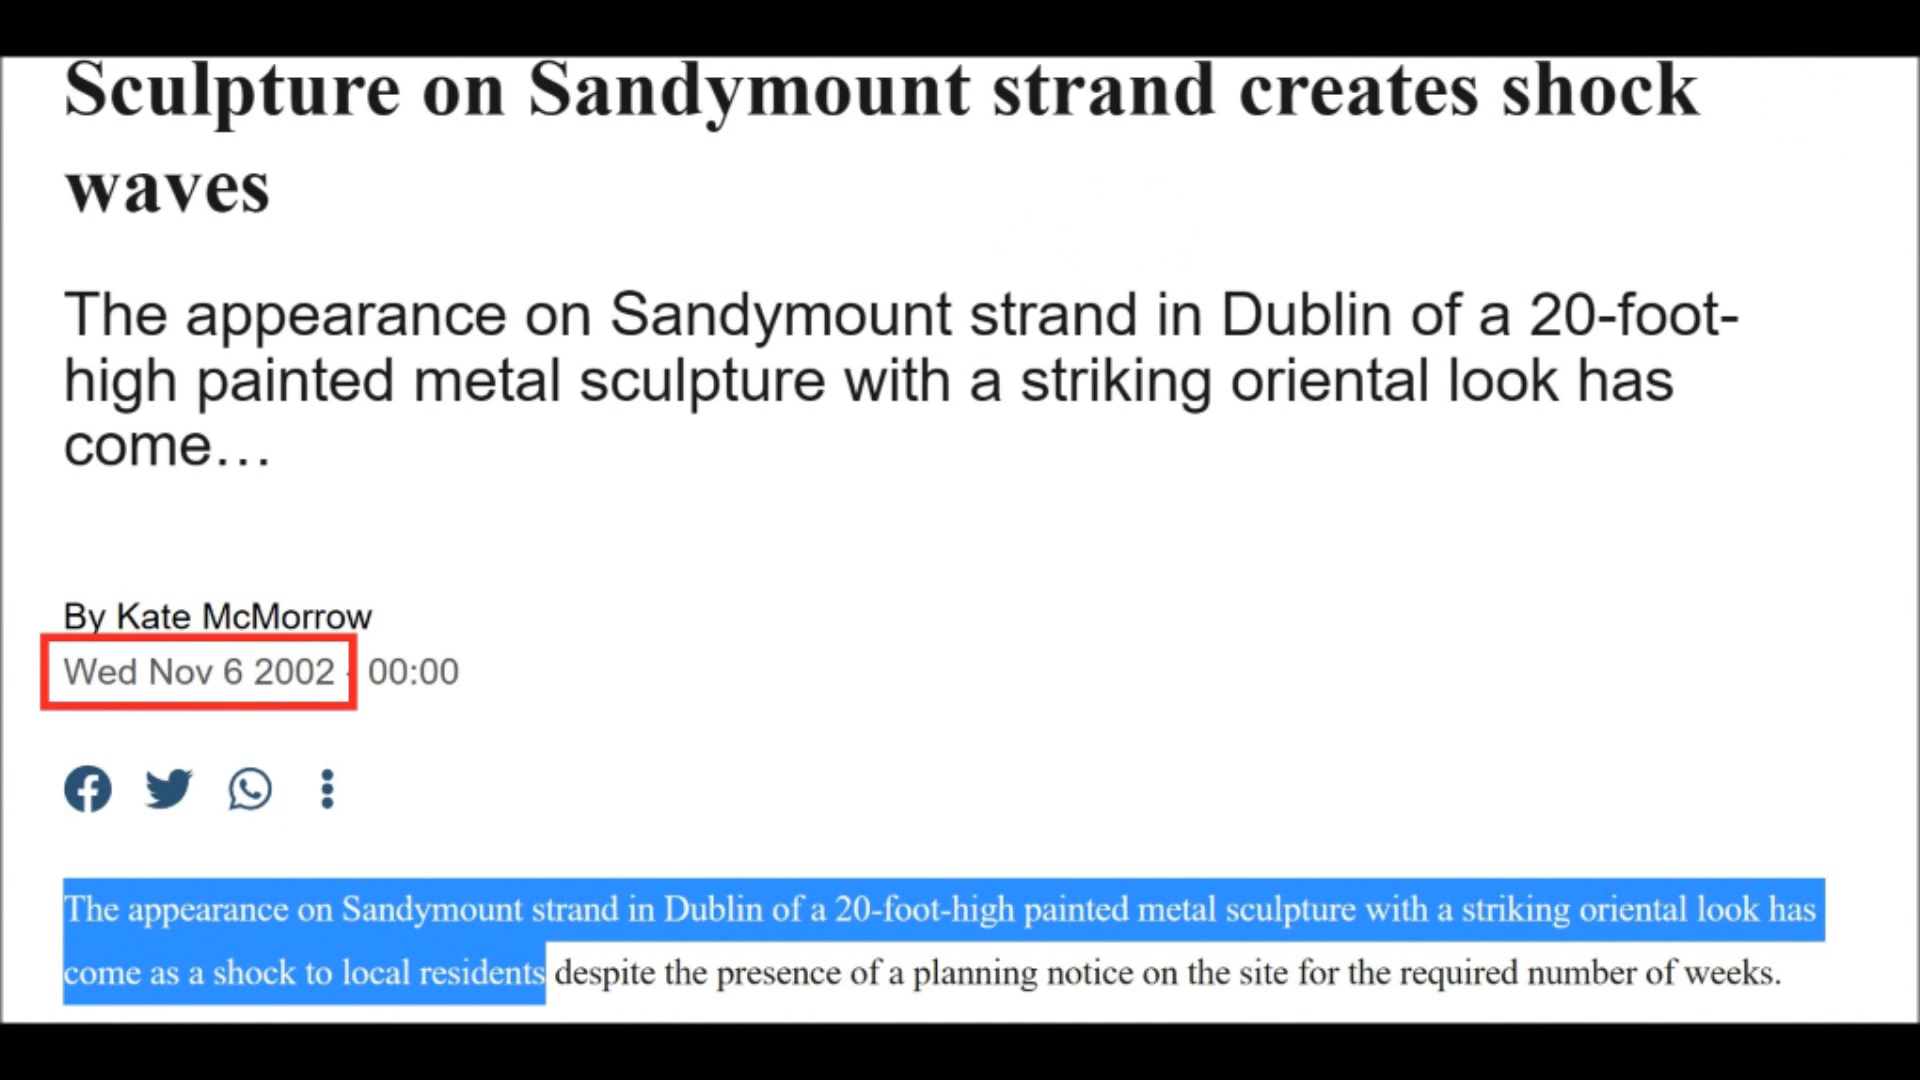 Sculpture on Sandymount strand creates shock
waves
The appearance on Sandymount strand in Dublin of a 20-foot-
high painted metal sculpture with a striking oriental look has
come…
By Kate McMorrow
Wed Nov 6 2002 - 00:00
The appearance on Sandymount strand in Dublin of a 20-foot-high painted metal sculpture with a striking oriental look has
come as a shock to local residents despite the presence of a planning notice on the site for the required number of weeks.